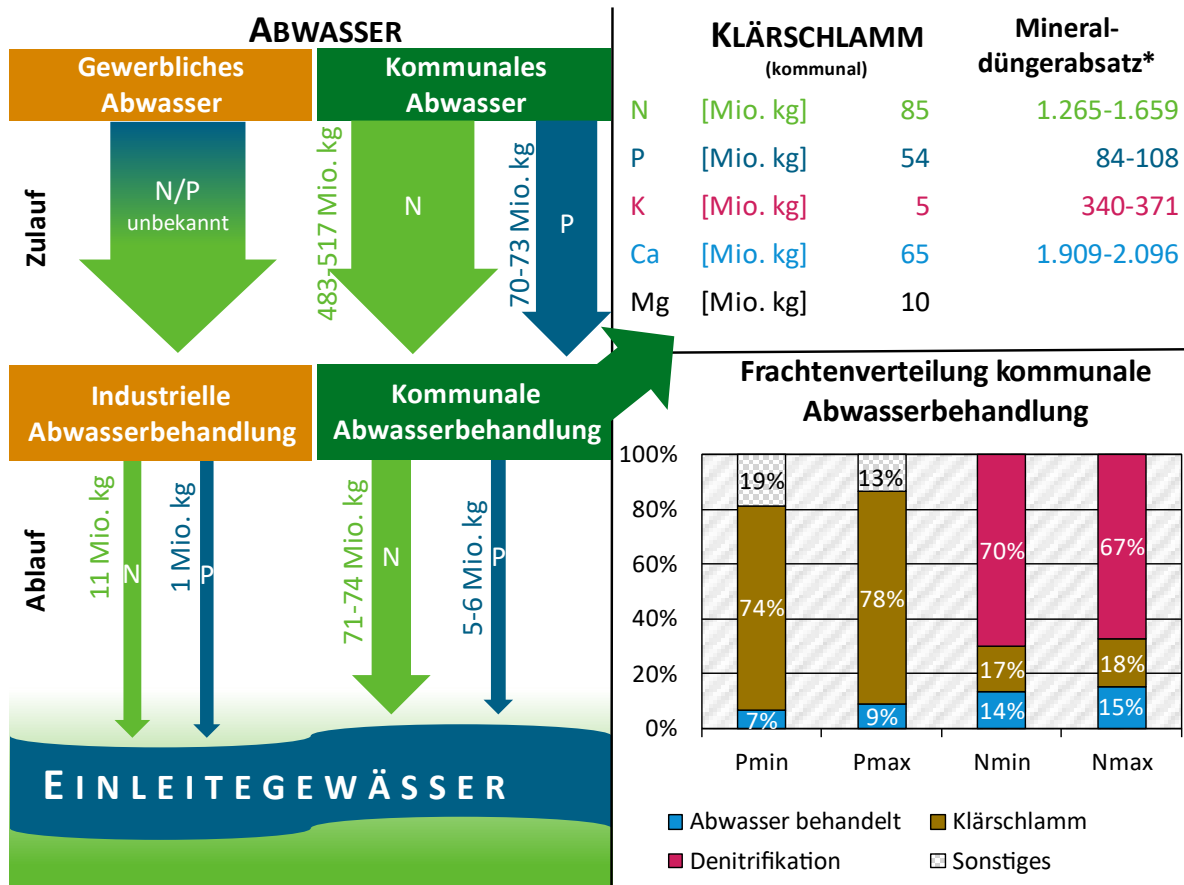 ABWASSER
Gewerbliches
Abwasser
Kommunales
Abwasser
Zulauf
N/P
unbekannt
483-517 Mio. kg
N
70-73 Mio. kg
P
Industrielle
Abwasserbehandlung
Kommunale
Abwasserbehandlung
Ablauf
11 Mio. kg
N
1 Mio. kg
P
71-74 Mio. kg
N
5-6 Mio. kg
P
EINLEITEGEWÄSSER
KLÄRSCHLAMM
(kommunal)
Mineral-
düngerabsatz*
N [Mio. kg] 85 1.265-1.659
P [Mio. kg] 54 84-108
K [Mio. kg] 5 340-371
Ca [Mio. kg] 65 1.909-2.096
Mg [Mio. kg] 10
Frachtenverteilung kommunale
Abwasserbehandlung
100%
80%
60%
40%
20%
0%
19%
74%
7%
13%
78%
9%
70%
17%
14%
67%
18%
15%
Pmin Pmax Nmin Nmax
Abwasser behandelt Klärschlamm
Denitrifikation Sonstiges